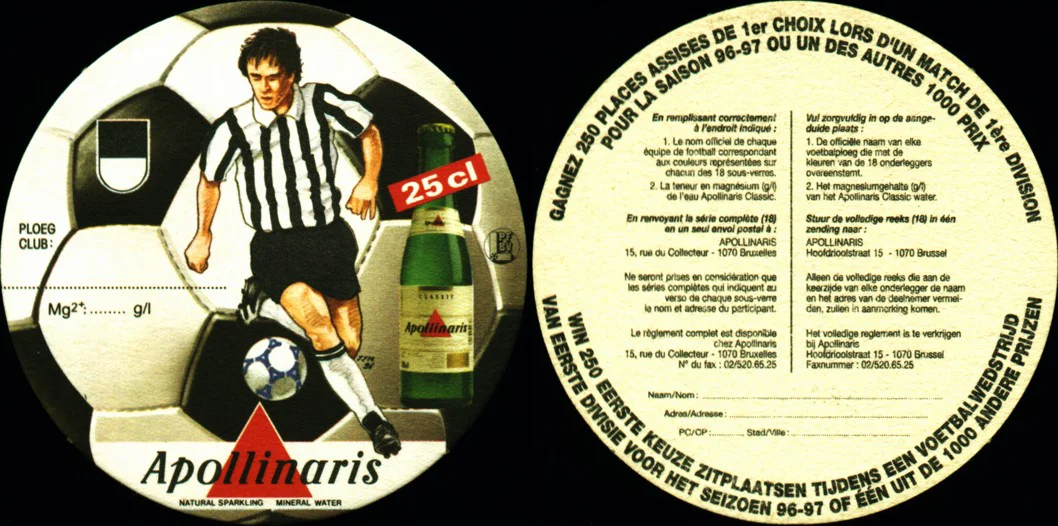 PLOEG
CLUB:
Mg²⁺: ........ g/l
25 cl
CLASSIC
Apollinaris
Apollinaris
NATURAL SPARKLING MINERAL WATER
GAGNEZ 250 PLACES ASSISES DE 1er CHOIX LORS D'UN MATCH DE 1ère DIVISION
POUR LA SAISON 96-97 OU UN DES AUTRES 1000 PRIX
En remplissant correctement
à l'endroit indiqué :
1. Le nom officiel de chaque
équipe de football correspondant
aux couleurs représentées sur
chacun des 18 sous-verres.
2. La teneur en magnésium (g/l)
de l'eau Apollinaris Classic.
En renvoyant la série complète (18)
en un seul envoi postal à :
APOLLINARIS
15, rue du Collecteur - 1070 Bruxelles
Ne seront prises en considération que
les séries complètes qui indiquent au
verso de chaque sous-verre
le nom et adresse du participant.
Le règlement complet est disponible
chez Apollinaris
15, rue du Collecteur - 1070 Bruxelles
N° du fax : 02/520.65.25
Vul zorgvuldig in op de aange-
duide plaats :
1. De officiële naam van elke
voetbalploeg die met de
kleuren van de 18 onderleggers
overeenstemt.
2. Het magnesiumgehalte (g/l)
van het Apollinaris Classic water.
Stuur de volledige reeks (18) in één
zending naar :
APOLLINARIS
Hoofdriootstraat 15 - 1070 Brussel
Alleen de volledige reeks die aan de
keerzijde van elke onderlegger de naam
en het adres van de deelnemer vermel-
den, zullen in aanmerking komen.
Het volledige reglement is te verkrijgen
bij Apollinaris
Hoofdriootstraat 15 - 1070 Brussel
Faxnummer : 02/520.65.25
Naam/Nom :
Adres/Adresse :
PC/CP : Stad/Ville :
WIN 250 EERSTE KEUZE ZITPLAATSEN TIJDENS EEN VOETBALWEDSTRIJD
VAN EERSTE DIVISIE VOOR HET SEIZOEN 96-97 OF ÉÉN UIT DE 1000 ANDERE PRIJZEN